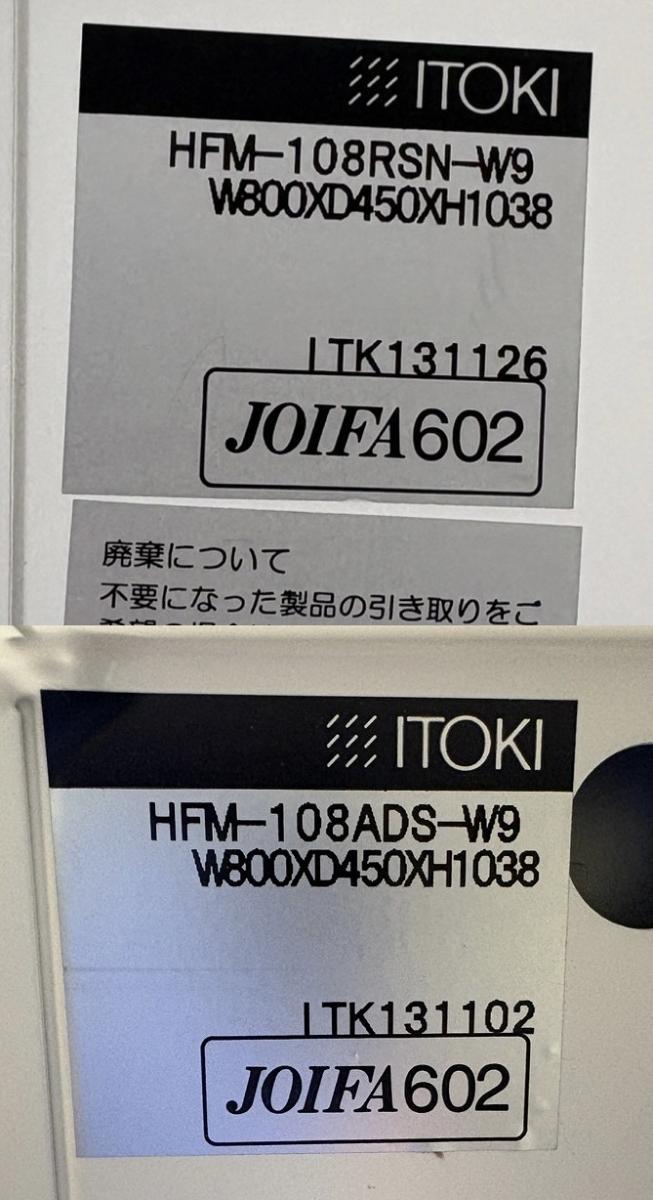 ITOKI
HFM-108RSN-W9
W800XD450XH1038
ITK131126
JOIFA602
廃棄について
不要になった製品の引き取りをご
ITOKI
HFM-108ADS-W9
W800XD450XH1038
ITK131102
JOIFA602